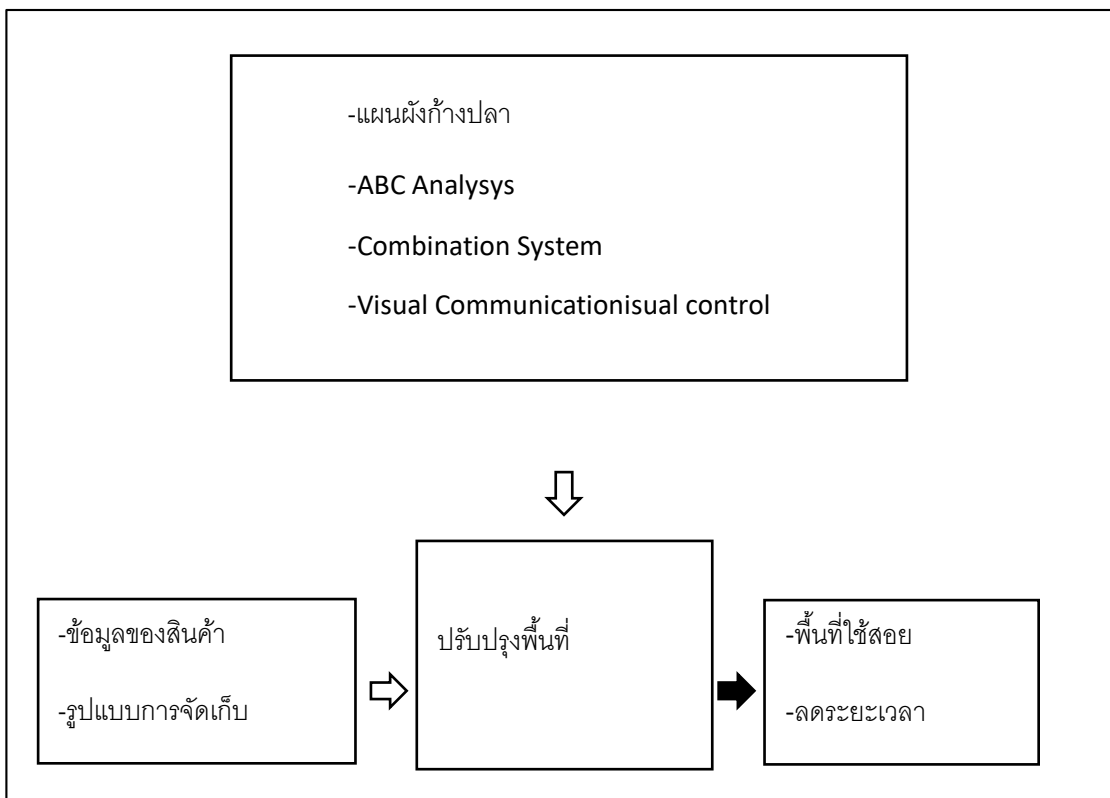 -แผนผังก้างปลา
-ABC Analysys
-Combination System
-Visual Communicationisual control
-ข้อมูลของสินค้า
-รูปแบบการจัดเก็บ
ปรับปรุงพื้นที่
-พื้นที่ใช้สอย
-ลดระยะเวลา